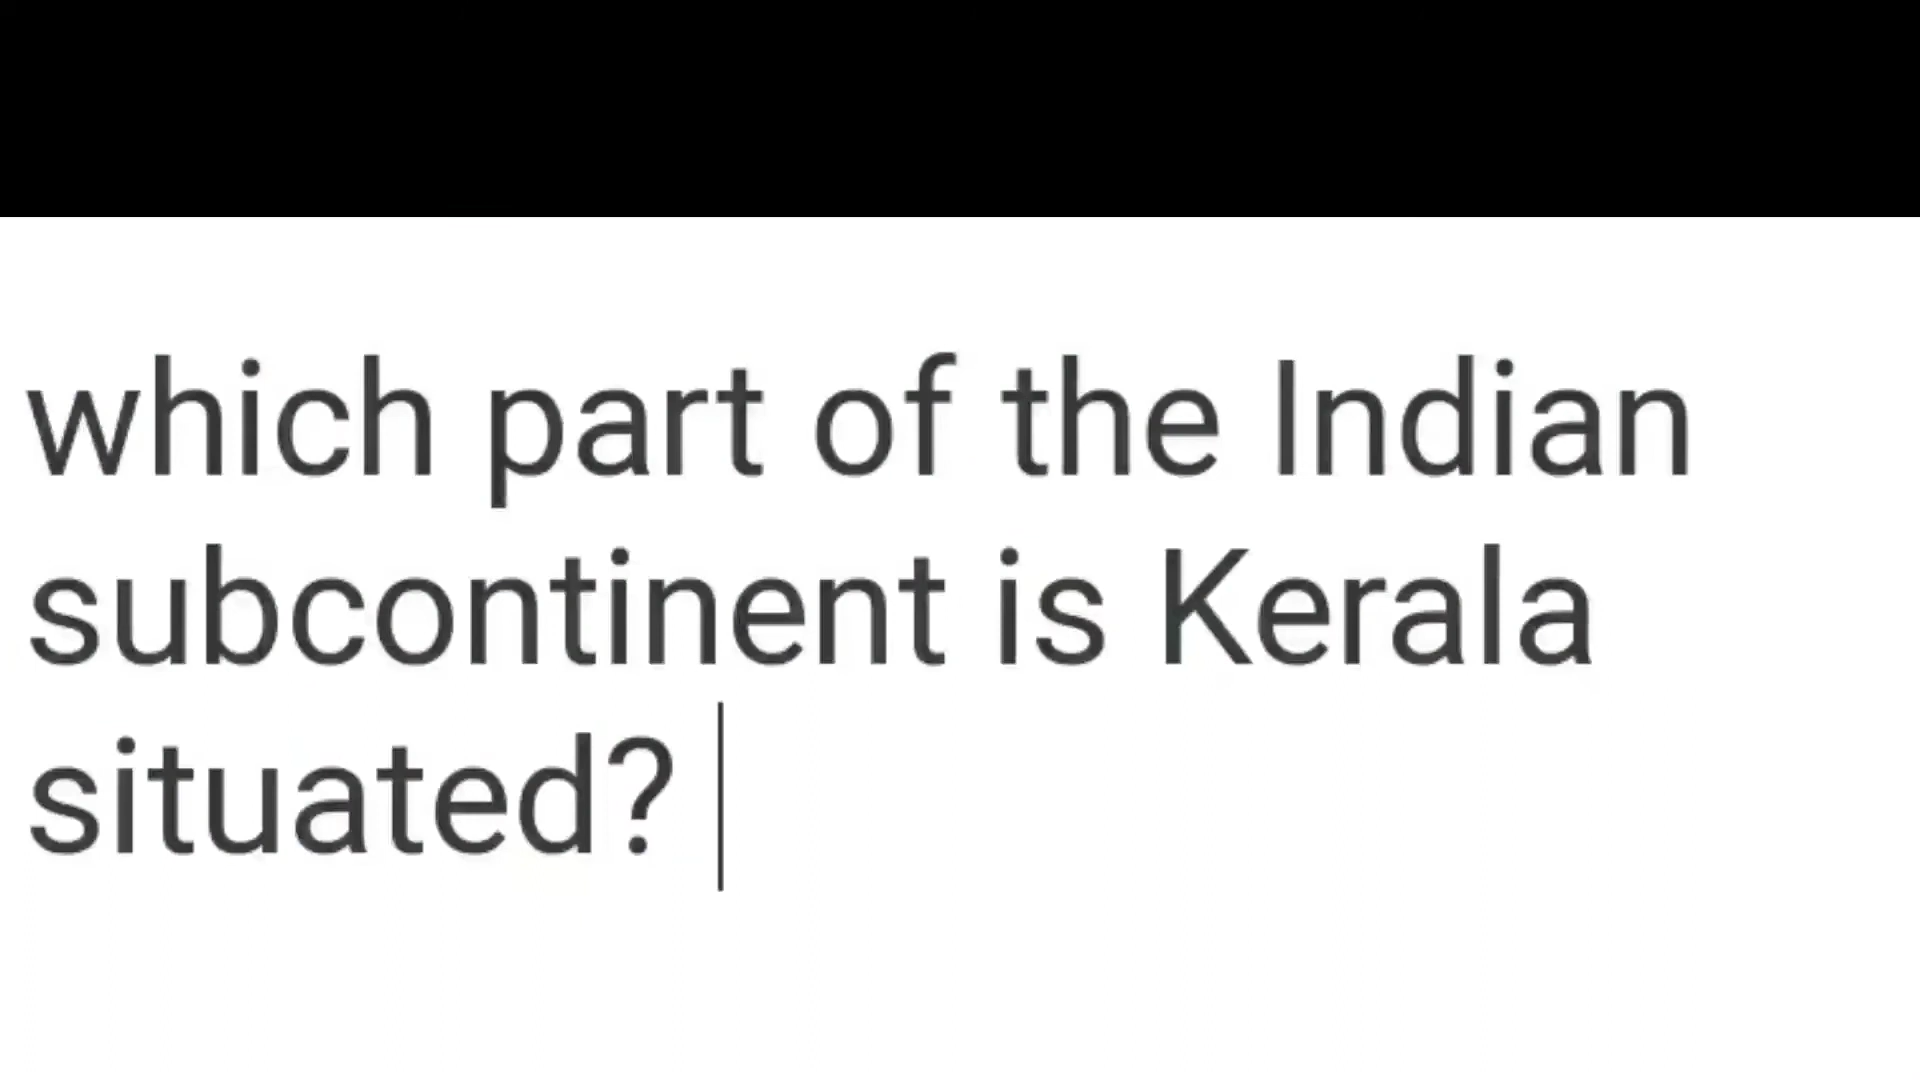 which part of the Indian
subcontinent is Kerala
situated?